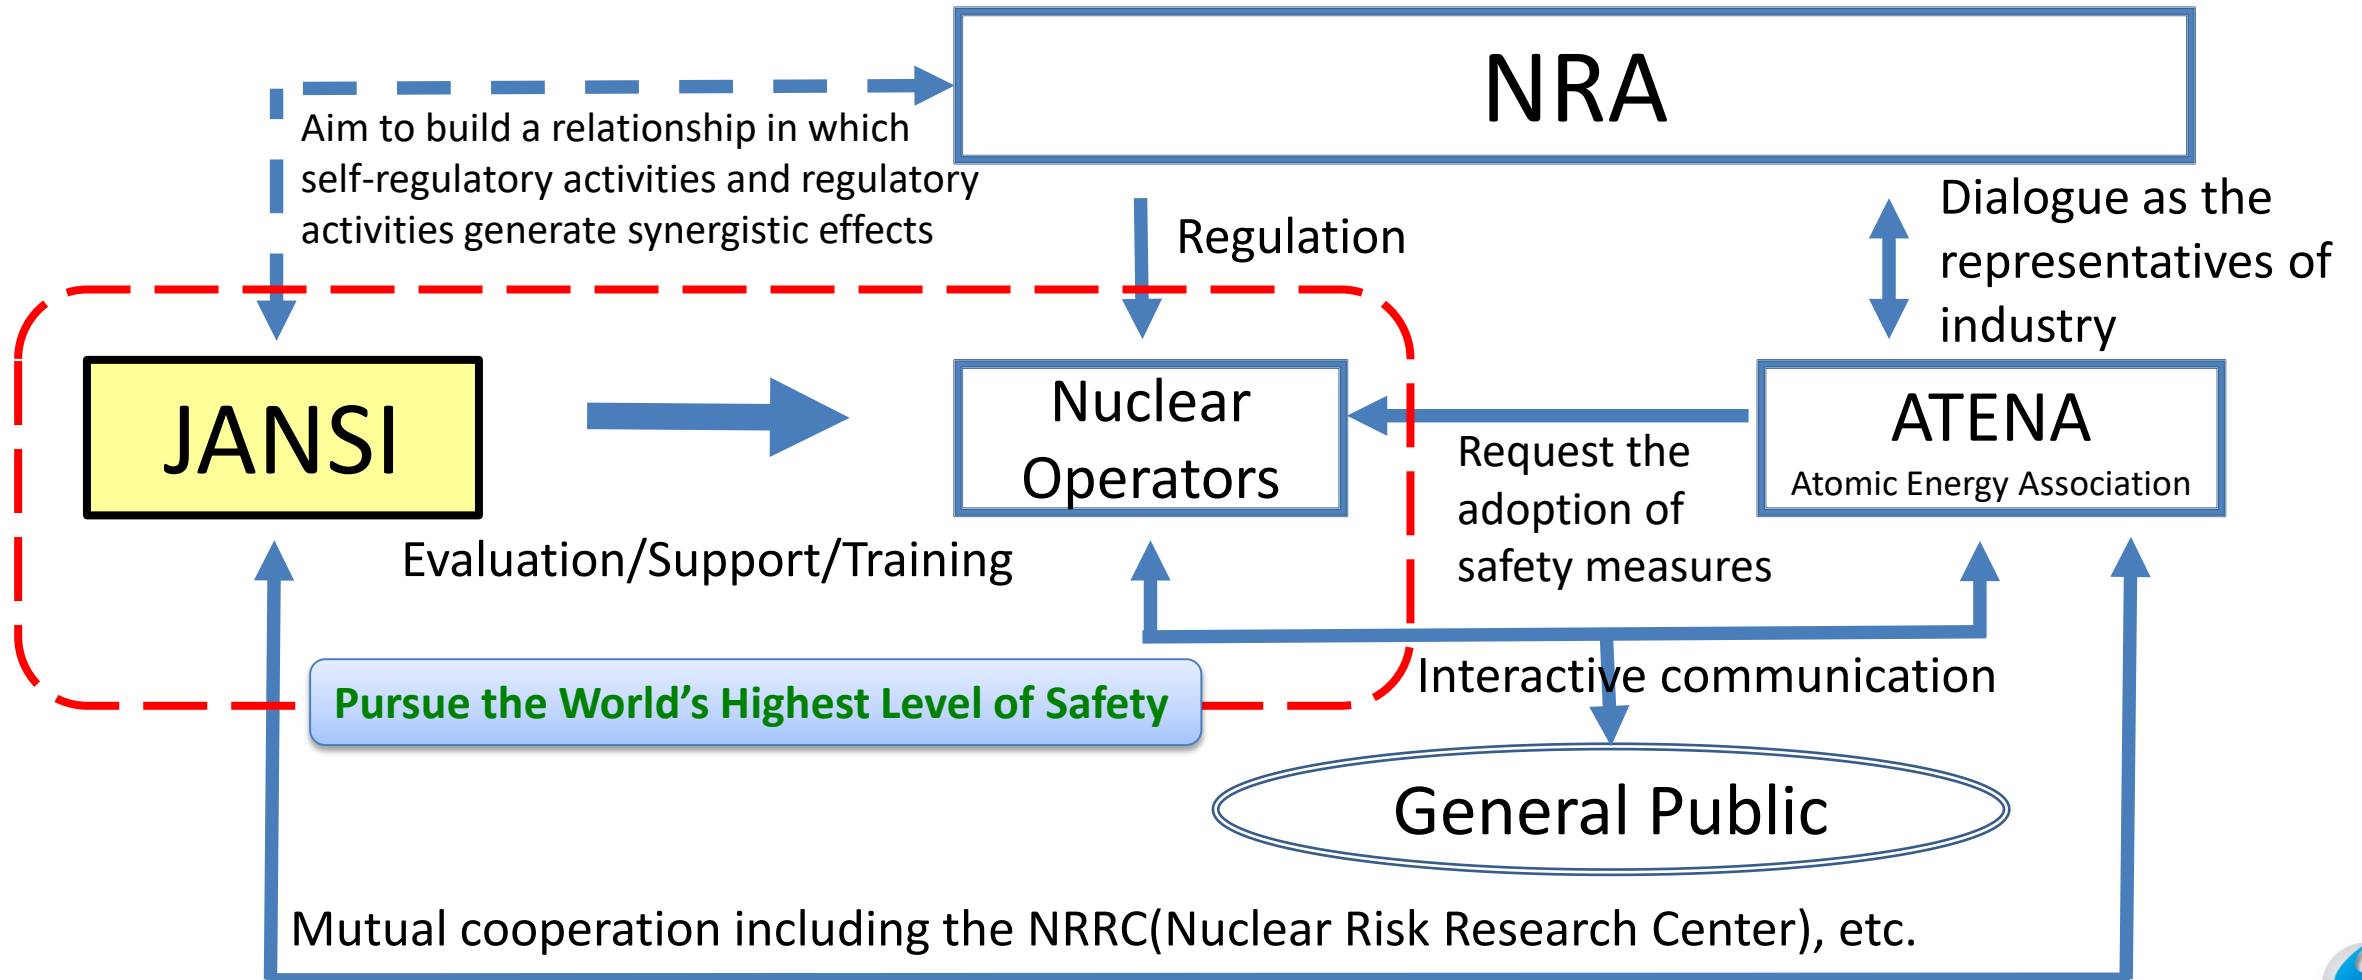 NRA
Aim to build a relationship in which
self-regulatory activities and regulatory
activities generate synergistic effects
Regulation
Dialogue as the
representatives of
industry
JANSI
Nuclear
Operators
ATENA
Atomic Energy Association
Request the
adoption of
safety measures
Evaluation/Support/Training
Pursue the World’s Highest Level of Safety
Interactive communication
General Public
Mutual cooperation including the NRRC(Nuclear Risk Research Center), etc.